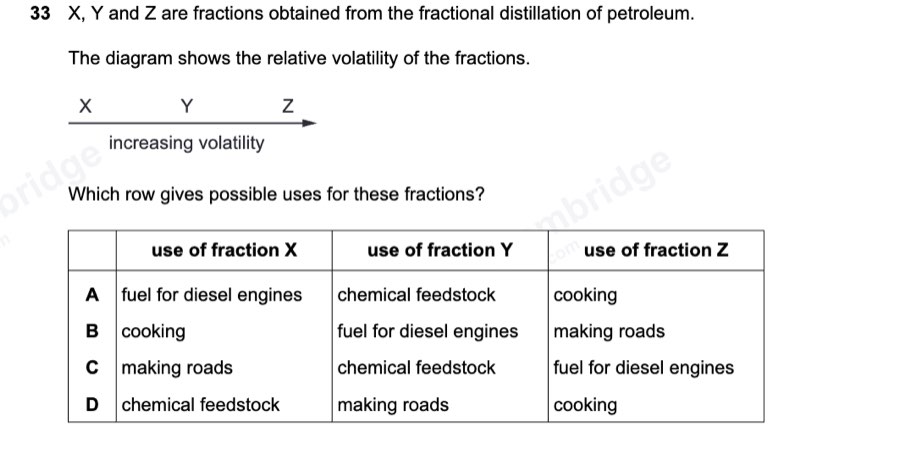 33 X, Y and Z are fractions obtained from the fractional distillation of petroleum.
The diagram shows the relative volatility of the fractions.
X Y Z
increasing volatility
Which row gives possible uses for these fractions?
use of fraction X use of fraction Y use of fraction Z
A fuel for diesel engines chemical feedstock cooking
B cooking fuel for diesel engines making roads
C making roads chemical feedstock fuel for diesel engines
D chemical feedstock making roads cooking